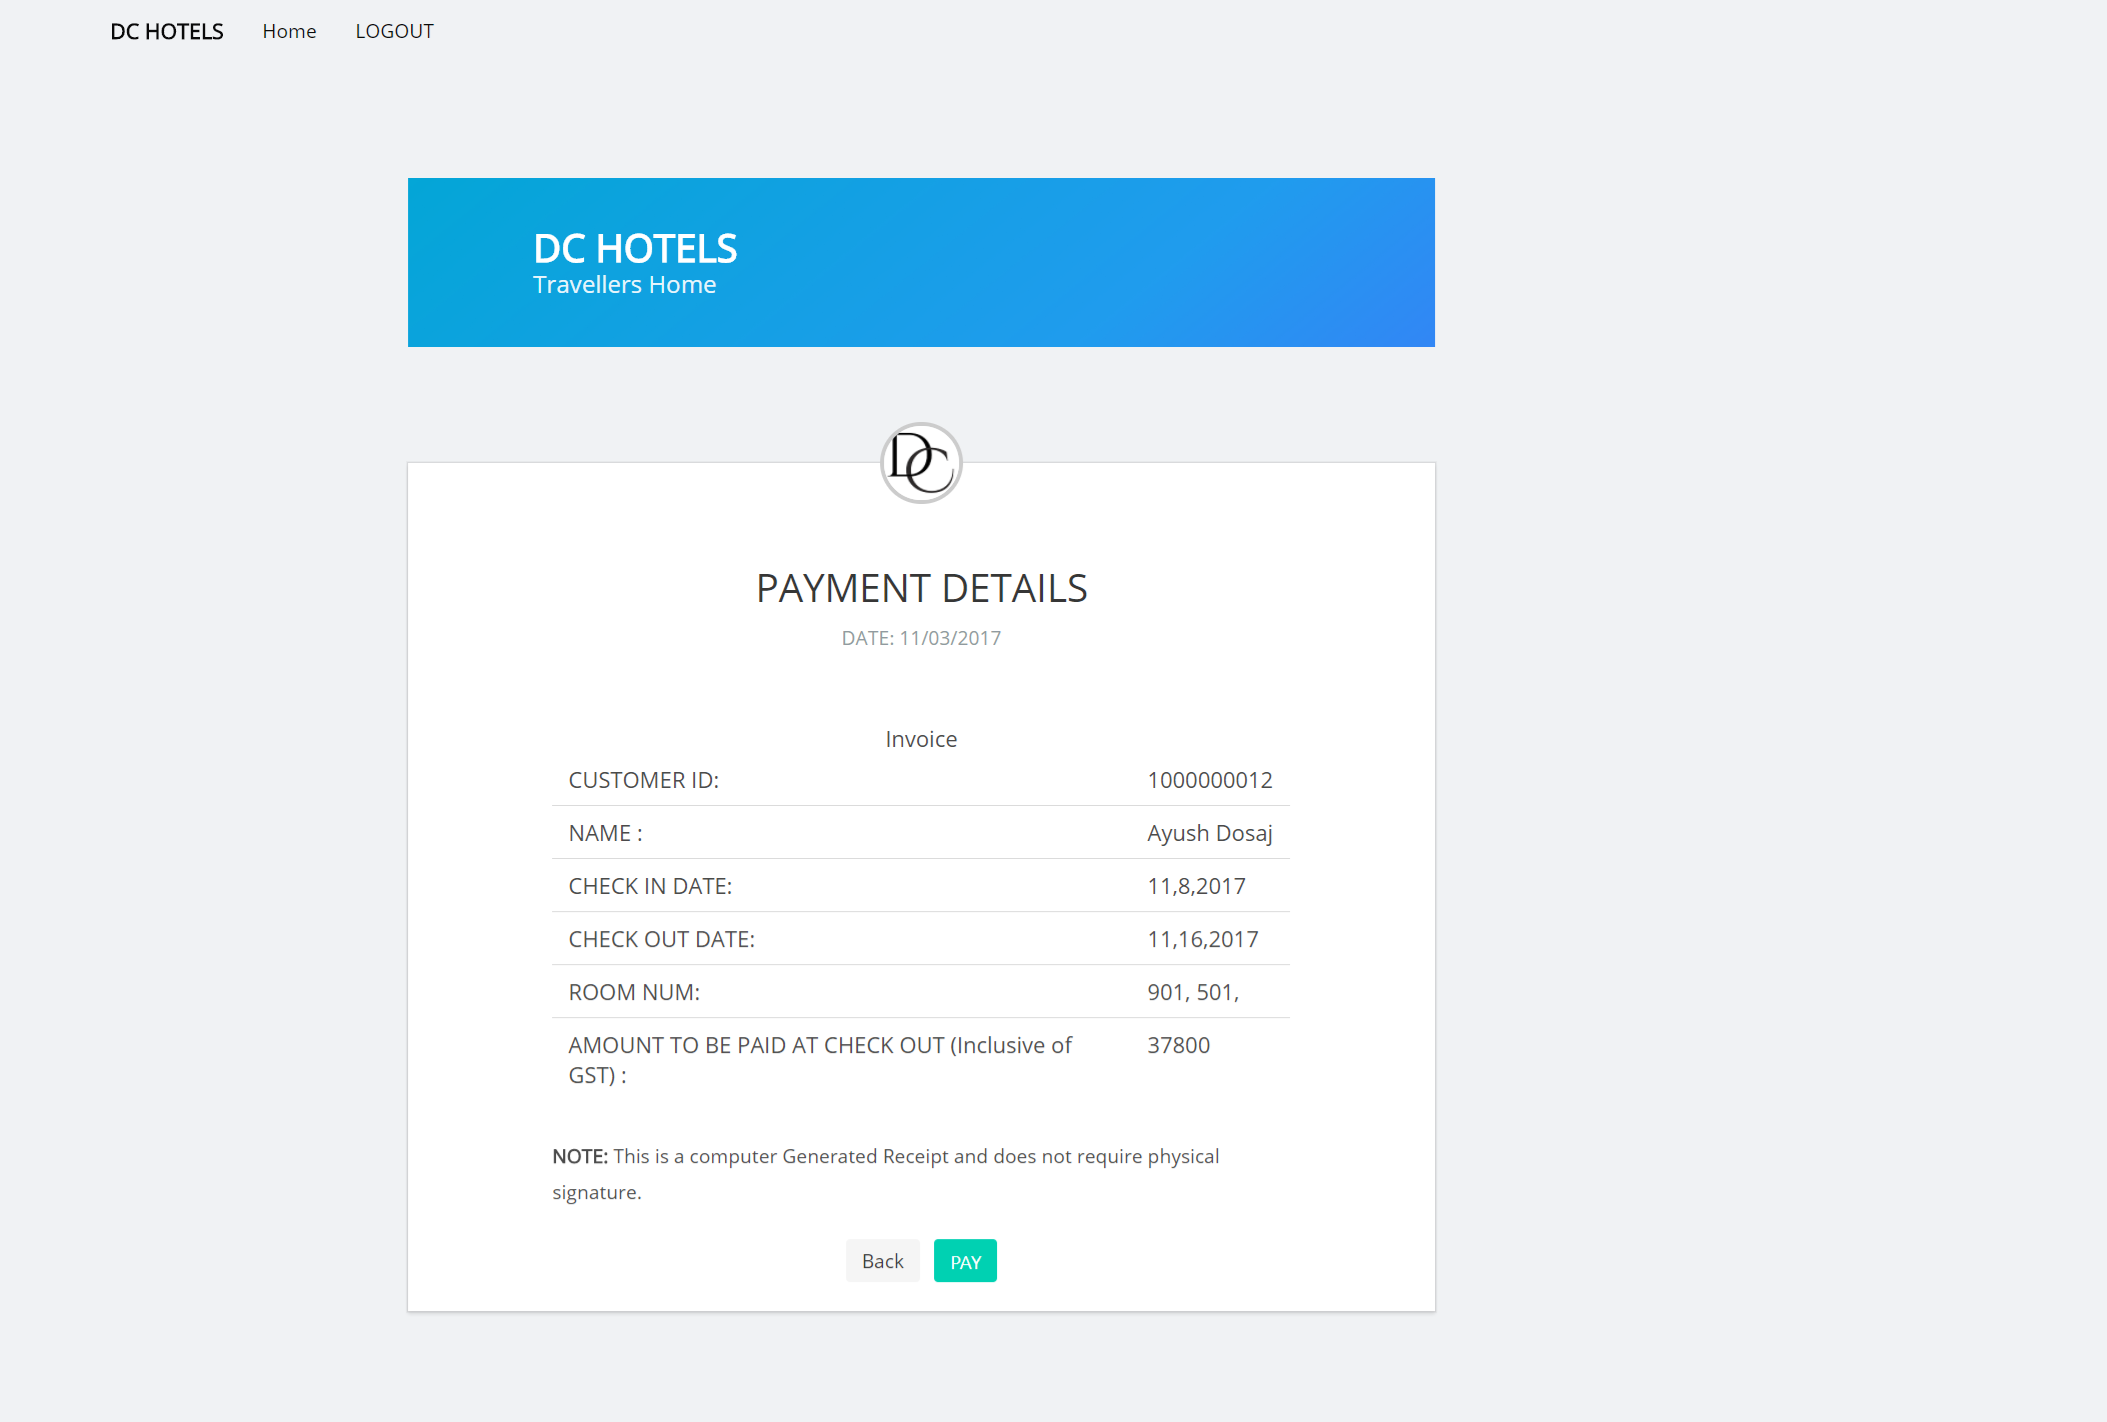 DC HOTELS Home LOGOUT
DC HOTELS
Travellers Home
DC
PAYMENT DETAILS
DATE: 11/03/2017
Invoice
CUSTOMER ID: 1000000012
NAME : Ayush Dosaj
CHECK IN DATE: 11,8,2017
CHECK OUT DATE: 11,16,2017
ROOM NUM: 901, 501,
AMOUNT TO BE PAID AT CHECK OUT (Inclusive of 37800
GST) :
NOTE: This is a computer Generated Receipt and does not require physical
signature.
Back PAY